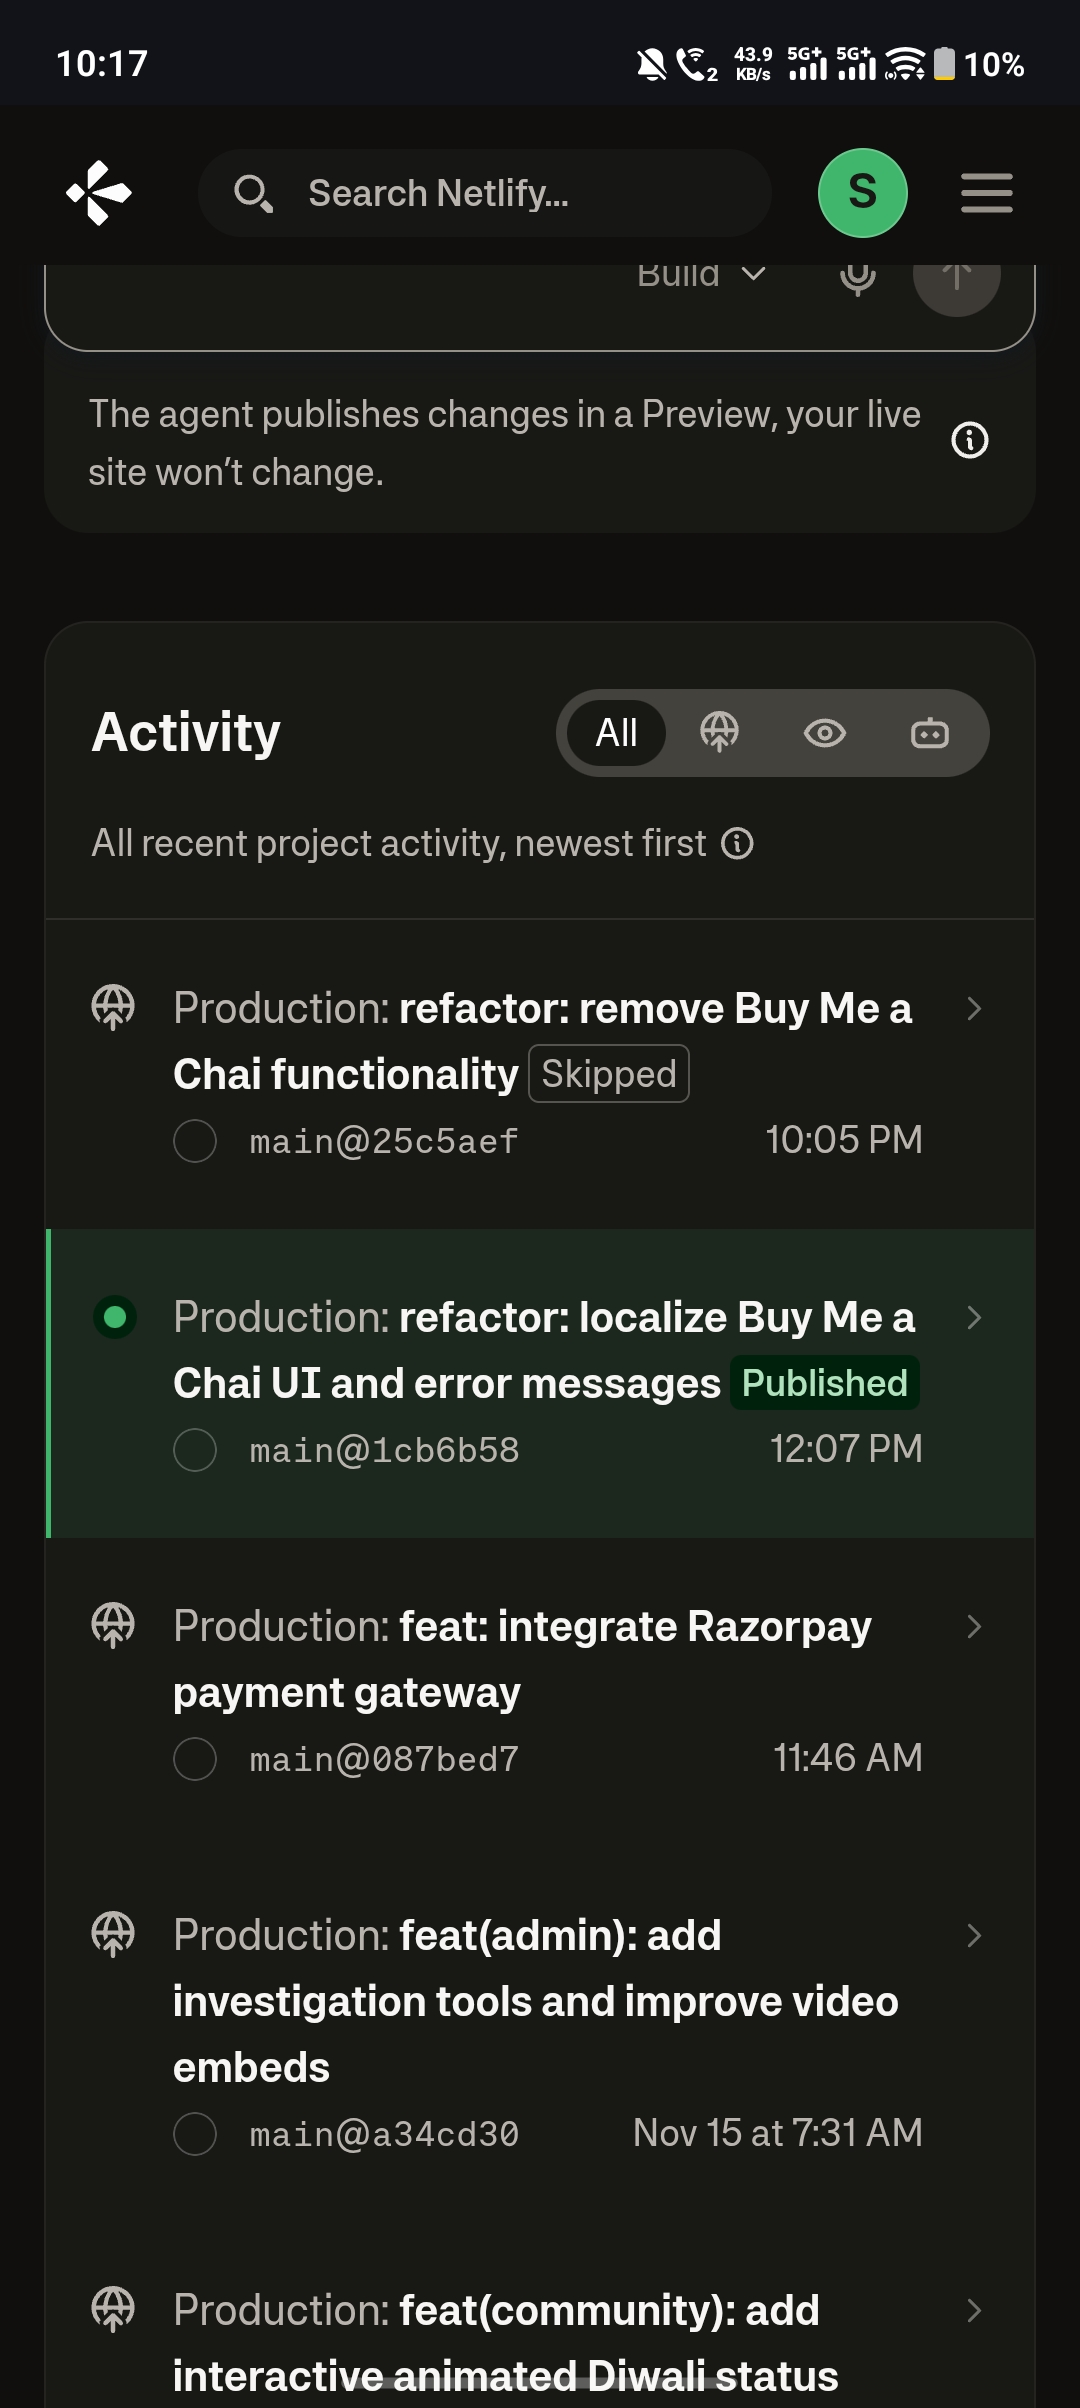 10:17
2
43.9
KB/s
5G+
5G+
10%
Search Netlify...
S
Build
The agent publishes changes in a Preview, your live
site won’t change.
Activity
All
All recent project activity, newest first
Production: refactor: remove Buy Me a
Chai functionality Skipped
main@25c5aef
10:05 PM
Production: refactor: localize Buy Me a
Chai UI and error messages Published
main@1cb6b58
12:07 PM
Production: feat: integrate Razorpay
payment gateway
main@087bed7
11:46 AM
Production: feat(admin): add
investigation tools and improve video
embeds
main@a34cd30
Nov 15 at 7:31 AM
Production: feat(community): add
interactive animated Diwali status